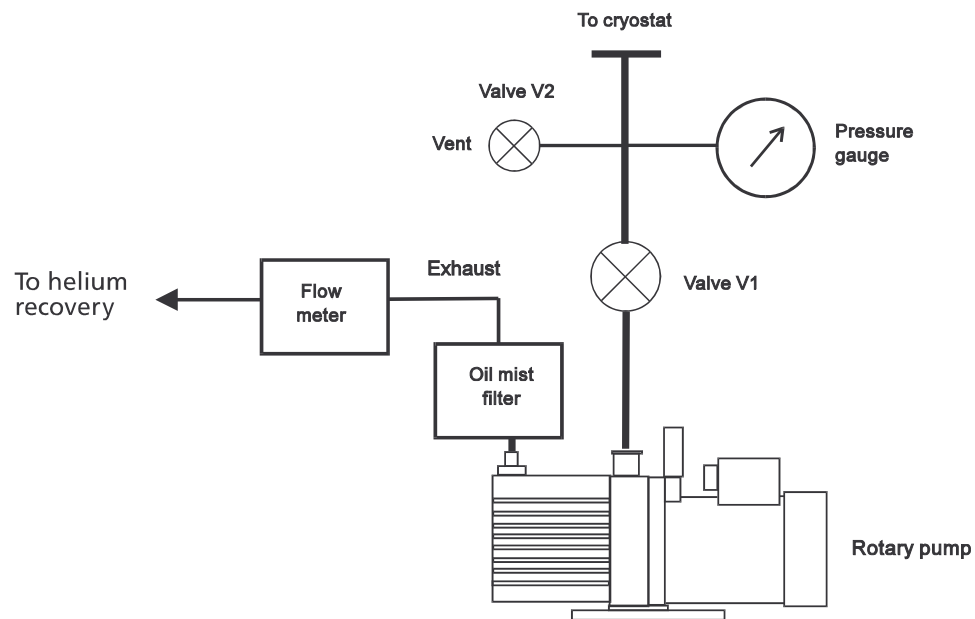 To cryostat
Valve V2
Vent
Pressure
gauge
Exhaust
To helium
recovery
Flow
meter
Valve V1
Oil mist
filter
Rotary pump